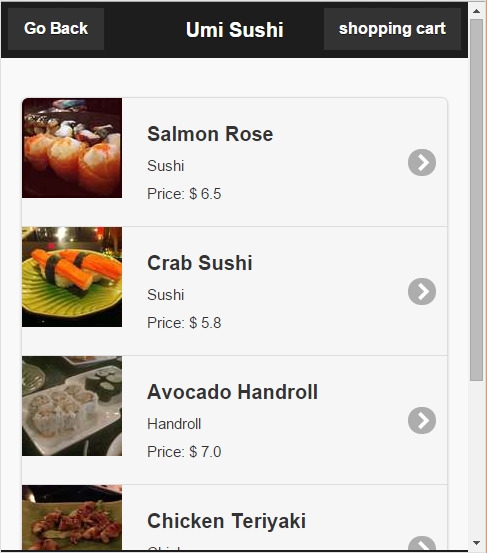 Go Back
Umi Sushi
shopping cart
Salmon Rose
Sushi
Price: $ 6.5
Crab Sushi
Sushi
Price: $ 5.8
Avocado Handroll
Handroll
Price: $ 7.0
Chicken Teriyaki